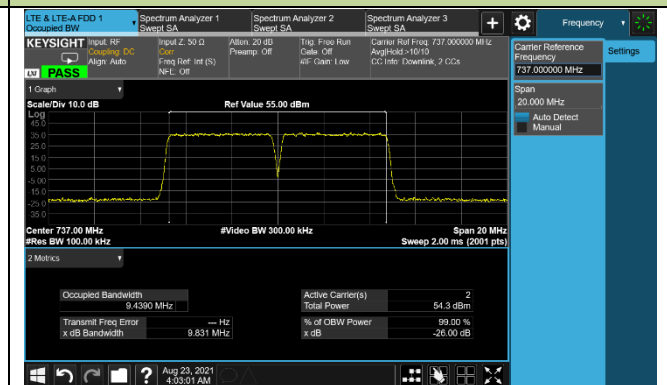 LTE & LTE-A FDD 1
Occupied BW
Spectrum Analyzer 1
Swept SA
Spectrum Analyzer 2
Swept SA
Spectrum Analyzer 3
Swept SA
Frequency
KEYSIGHT
Input: RF
Coupling: DC
Align: Auto
Input Z: 50 Ω
Corr
Freq Ref: Int (S)
NFE: Off
Atten: 20 dB
Preamp: Off
Trig: Free Run
Gate: Off
#IF Gain: Low
Carrier Ref Freq: 737.000000 MHz
Avg|Hold:>10/10
CC Info: Downlink, 2 CCs
LXI
PASS
Carrier Reference
Frequency
737.000000 MHz
Settings
Span
20.000 MHz
Auto Detect
Manual
1 Graph
Scale/Div 10.0 dB
Ref Value 55.00 dBm
Log
45.0
35.0
25.0
15.0
5.00
-5.00
-15.0
-25.0
-35.0
Center 737.00 MHz
#Video BW 300.00 kHz
Span 20 MHz
#Res BW 100.00 kHz
Sweep 2.00 ms (2001 pts)
2 Metrics
Occupied Bandwidth
9.4390 MHz
Active Carrier(s)
2
Total Power
54.3 dBm
Transmit Freq Error
--- Hz
% of OBW Power
99.00 %
x dB Bandwidth
9.831 MHz
x dB
-26.00 dB
?
Aug 23, 2021
4:03:01 AM